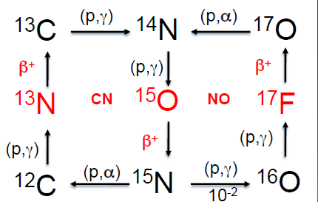 (p,γ) (p,α)
¹³C ¹⁴N ¹⁷O
β⁺ (p,γ) β⁺
¹³N CN ¹⁵O NO ¹⁷F
(p,γ) β⁺ (p,γ)
(p,α) (p,γ)
¹²C ¹⁵N 10⁻² ¹⁶O